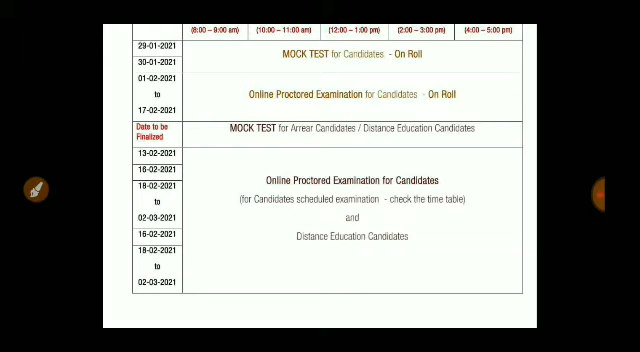 (8:00 – 9:00 am) (10:00 – 11:00 am) (12:00 – 1:00 pm) (2:00 – 3:00 pm) (4:00 – 5:00 pm)
29-01-2021
MOCK TEST for Candidates - On Roll
30-01-2021
01-02-2021
to
Online Proctored Examination for Candidates - On Roll
17-02-2021
Date to be
Finalized
MOCK TEST for Arrear Candidates / Distance Education Candidates
13-02-2021
16-02-2021
18-02-2021
to
02-03-2021
16-02-2021
18-02-2021
to
02-03-2021
Online Proctored Examination for Candidates
(for Candidates scheduled examination - check the time table)
and
Distance Education Candidates